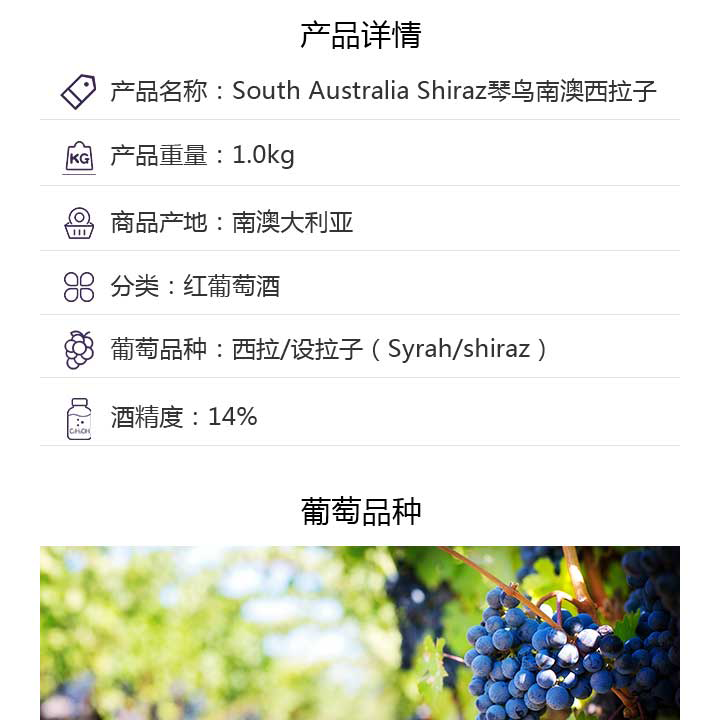 产品详情
产品名称：South Australia Shiraz琴鸟南澳西拉子
KG
产品重量：1.0kg
商品产地：南澳大利亚
分类：红葡萄酒
葡萄品种：西拉/设拉子（Syrah/shiraz）
C₂H₅OH
酒精度：14%
葡萄品种